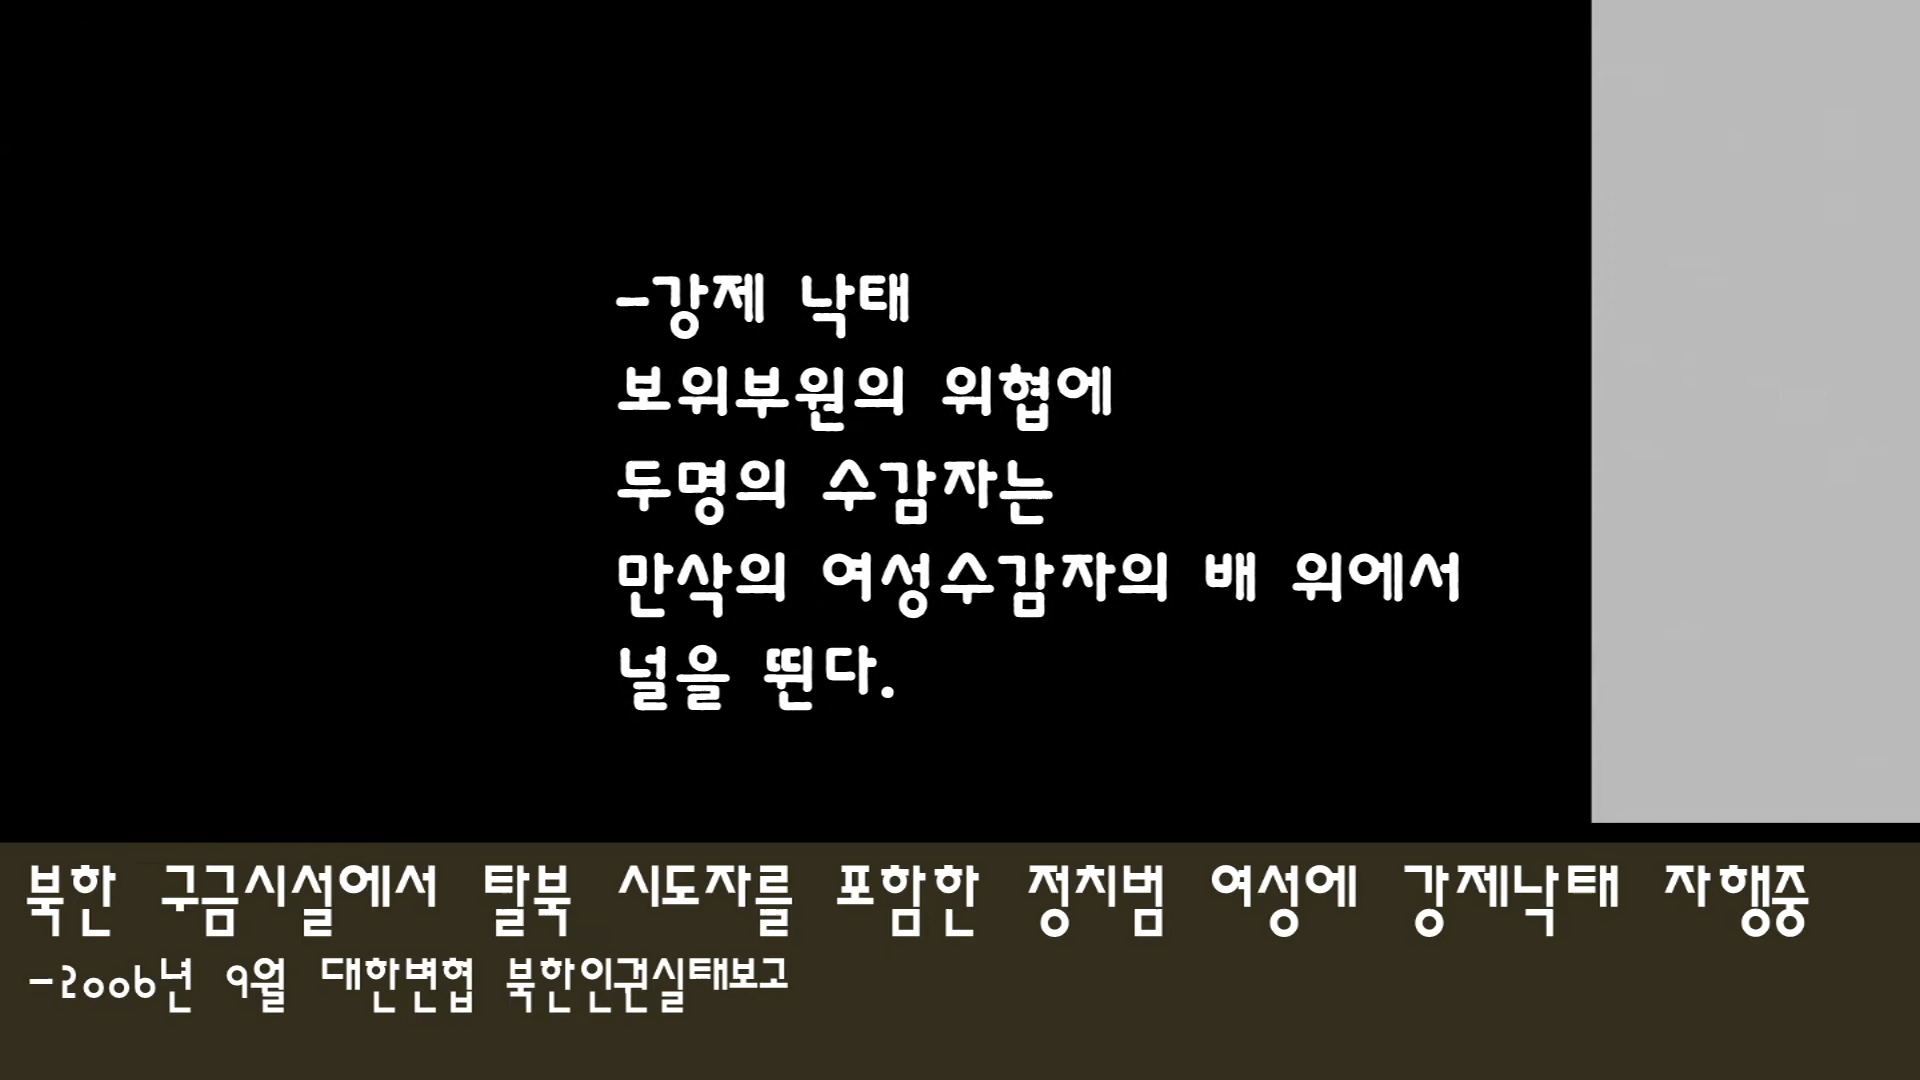 -강제 낙태
보위부원의 위협에
두명의 수감자는
만삭의 여성수감자의 배 위에서
널을 뛴다.
북한 구금시설에서 탈북 시도자를 포함한 정치범 여성에 강제낙태 자행중
-2006년 9월 대한변협 북한인권실태보고